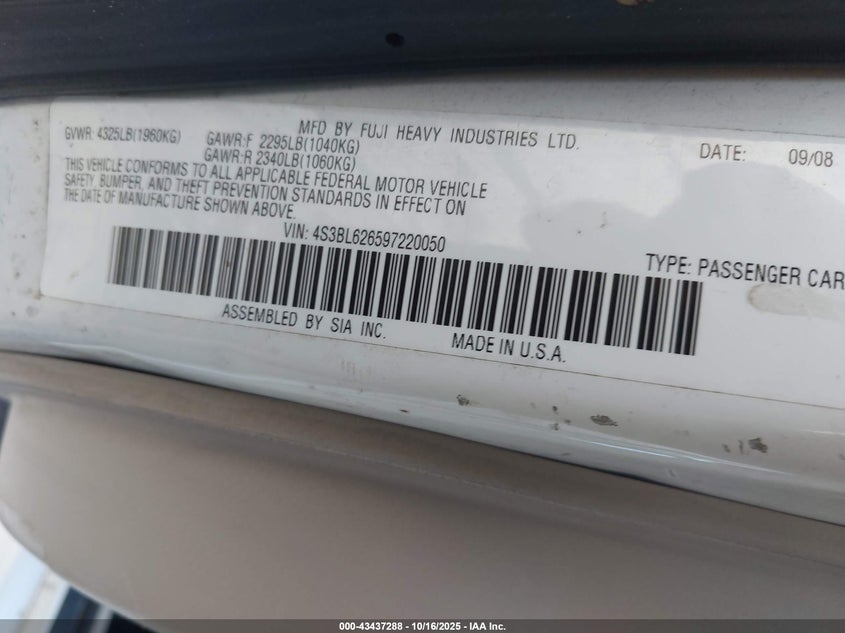 MFD BY FUJI HEAVY INDUSTRIES LTD.
DATE: 09/08
GVWR: 4325LB(1960KG)
GAWR:F 2295LB(1040KG)
GAWR:R 2340LB(1060KG)
THIS VEHICLE CONFORMS TO ALL APPLICABLE FEDERAL MOTOR VEHICLE
SAFETY, BUMPER, AND THEFT PREVENTION STANDARDS IN EFFECT ON
THE DATE OF MANUFACTURE SHOWN ABOVE.
VIN: 4S3BL626597220050
TYPE: PASSENGER CAR
ASSEMBLED BY SIA INC.
MADE IN U.S.A.
000-43437288 - 10/16/2025 - IAA Inc.